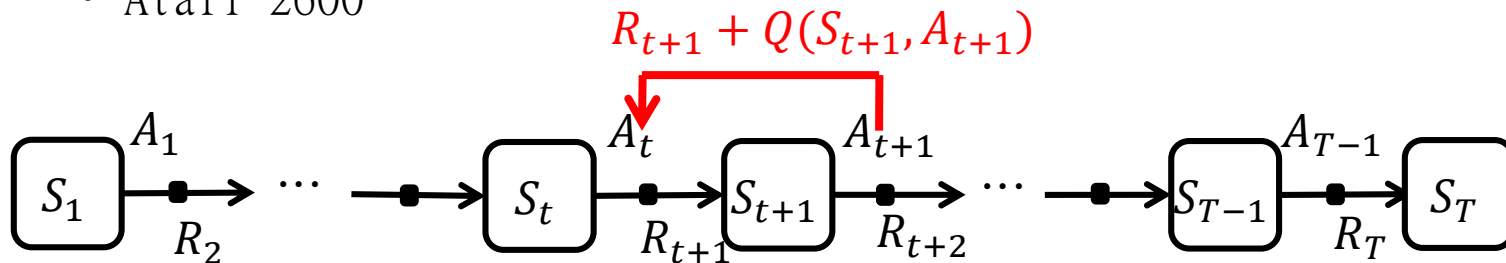 • Atari 2600
R_{t+1} + Q(S_{t+1}, A_{t+1})
A_1 A_t A_{t+1} A_{T-1}
S_1 ⋯ S_t S_{t+1} ⋯ S_{T-1} S_T
R_2 R_{t+1} R_{t+2} R_T